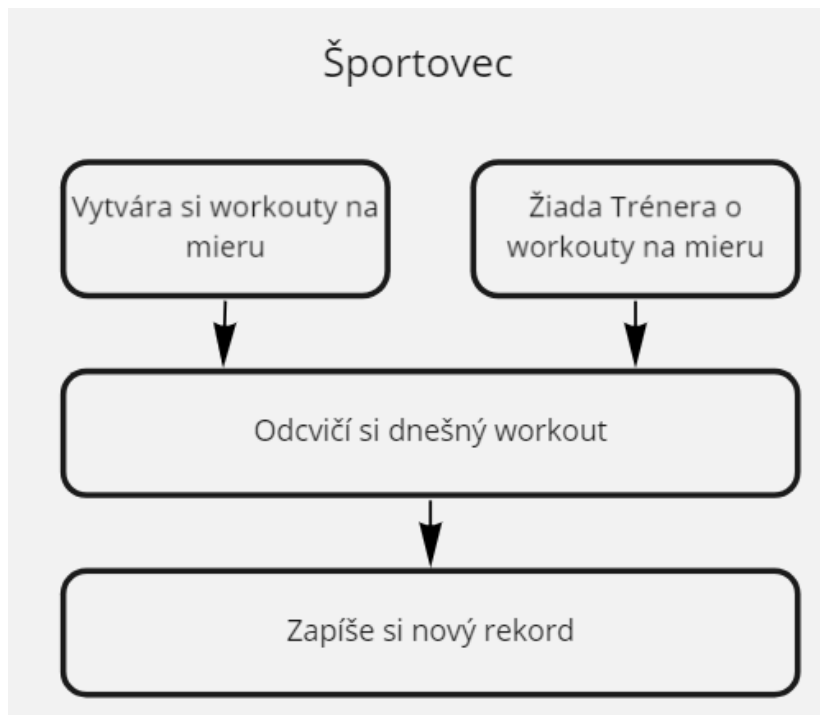 Športovec
Vytvára si workouty na
mieru
Žiada Trénera o
workouty na mieru
Odcvičí si dnešný workout
Zapíše si nový rekord